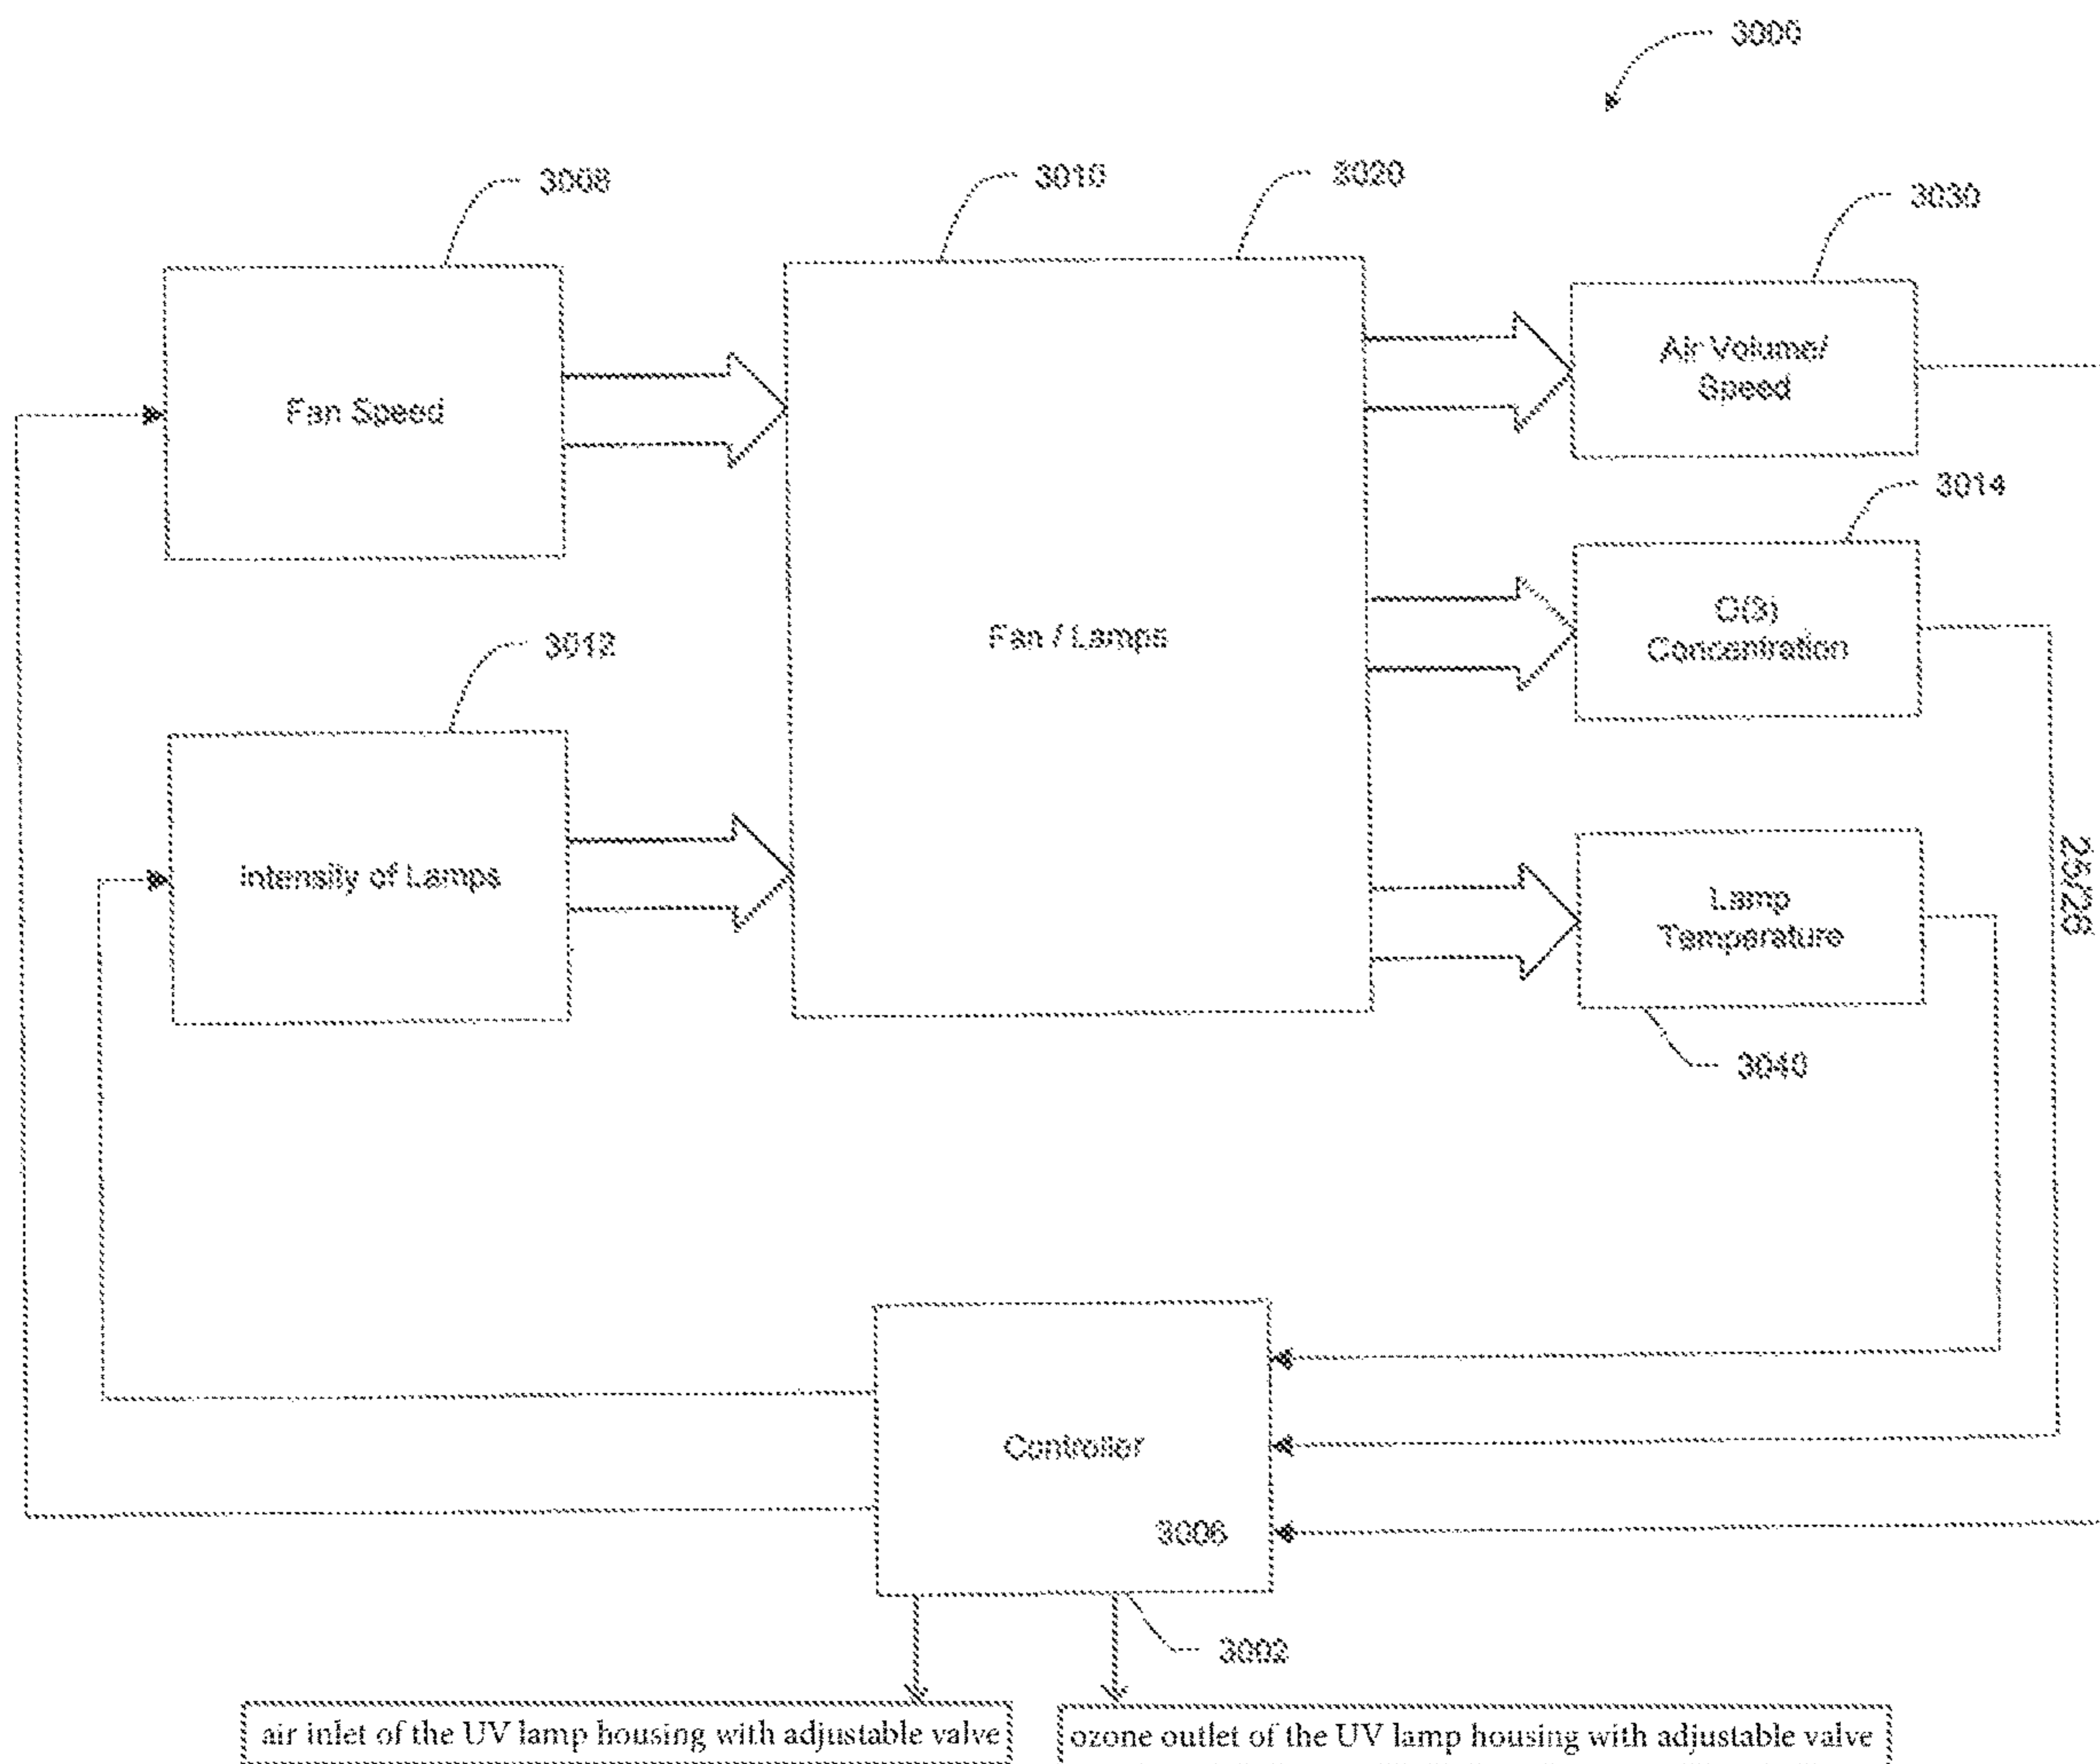 3000
3008
3010
3020
3030
Fan Speed
Air Volume/
Speed
3014
O(3)
Concentration
Fan / Lamps
3012
Intensity of Lamps
Lamp
Temperature
25/28
3040
Controller
3006
3002
air inlet of the UV lamp housing with adjustable valve
ozone outlet of the UV lamp housing with adjustable valve